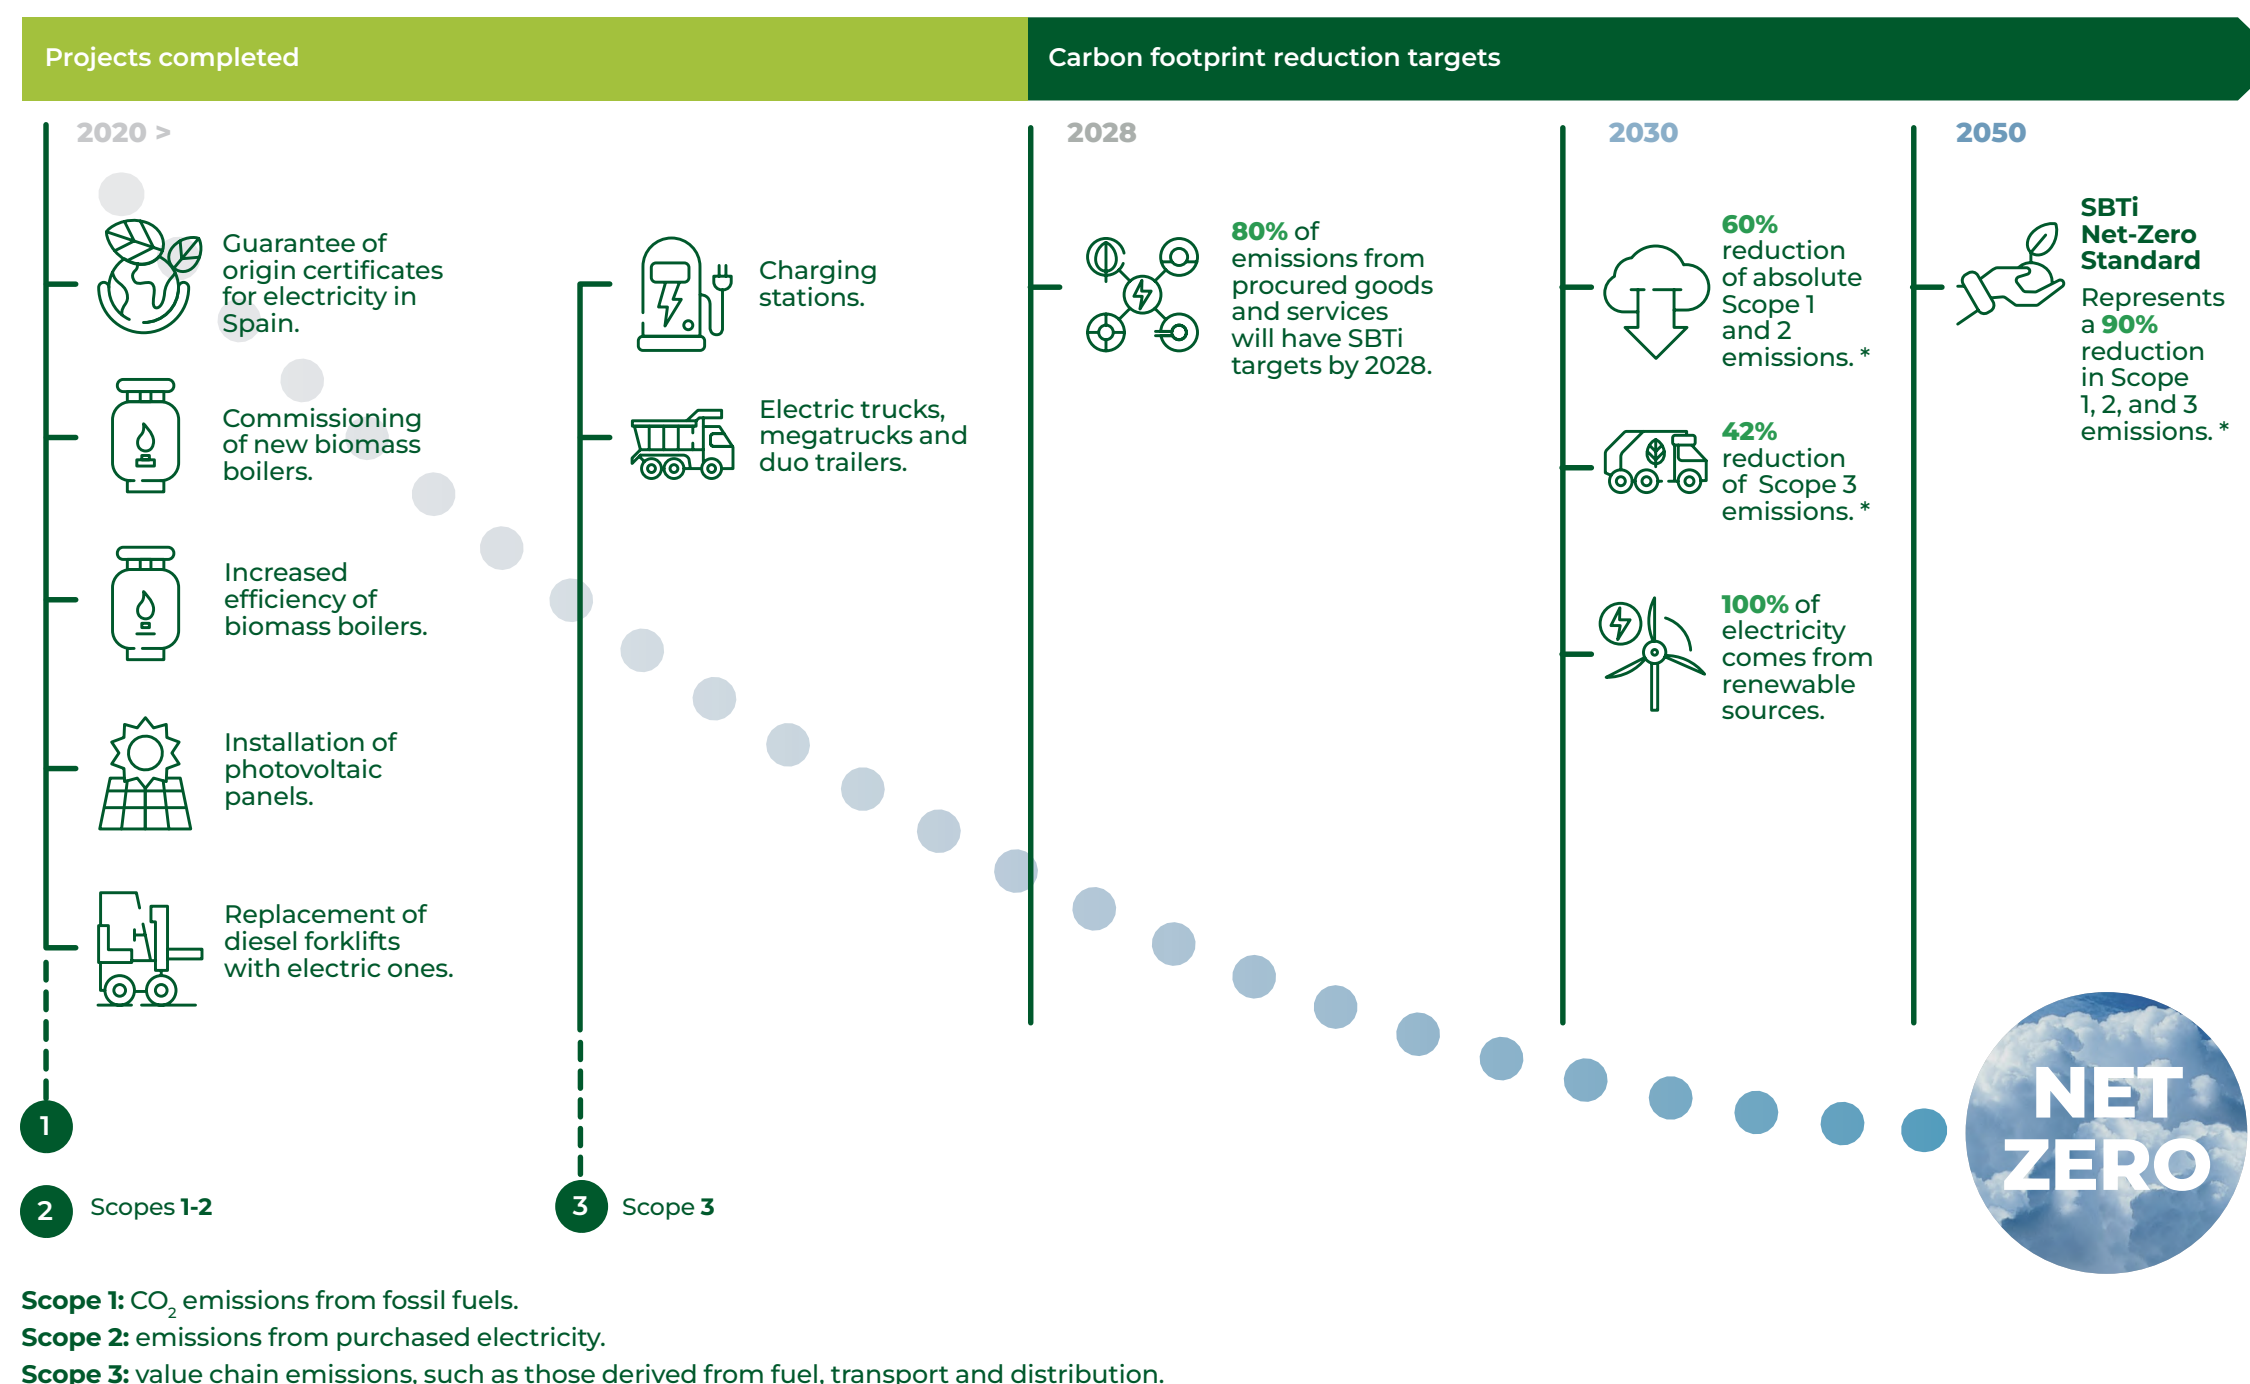 Projects completed
Carbon footprint reduction targets
2020 >
Guarantee of
origin certificates
for electricity in
Spain.
Commissioning
of new biomass
boilers.
Increased
efficiency of
biomass boilers.
Installation of
photovoltaic
panels.
Replacement of
diesel forklifts
with electric ones.
1
2
Scopes 1-2
Charging
stations.
Electric trucks,
megatrucks and
duo trailers.
3
Scope 3
2028
80% of
emissions from
procured goods
and services
will have SBTi
targets by 2028.
2030
60%
reduction
of absolute
Scope 1
and 2
emissions. *
42%
reduction
of Scope 3
emissions. *
100% of
electricity
comes from
renewable
sources.
2050
SBTi
Net-Zero
Standard
Represents
a 90%
reduction
in Scope
1, 2, and 3
emissions. *
NET
ZERO
Scope 1: CO₂ emissions from fossil fuels.
Scope 2: emissions from purchased electricity.
Scope 3: value chain emissions, such as those derived from fuel, transport and distribution.